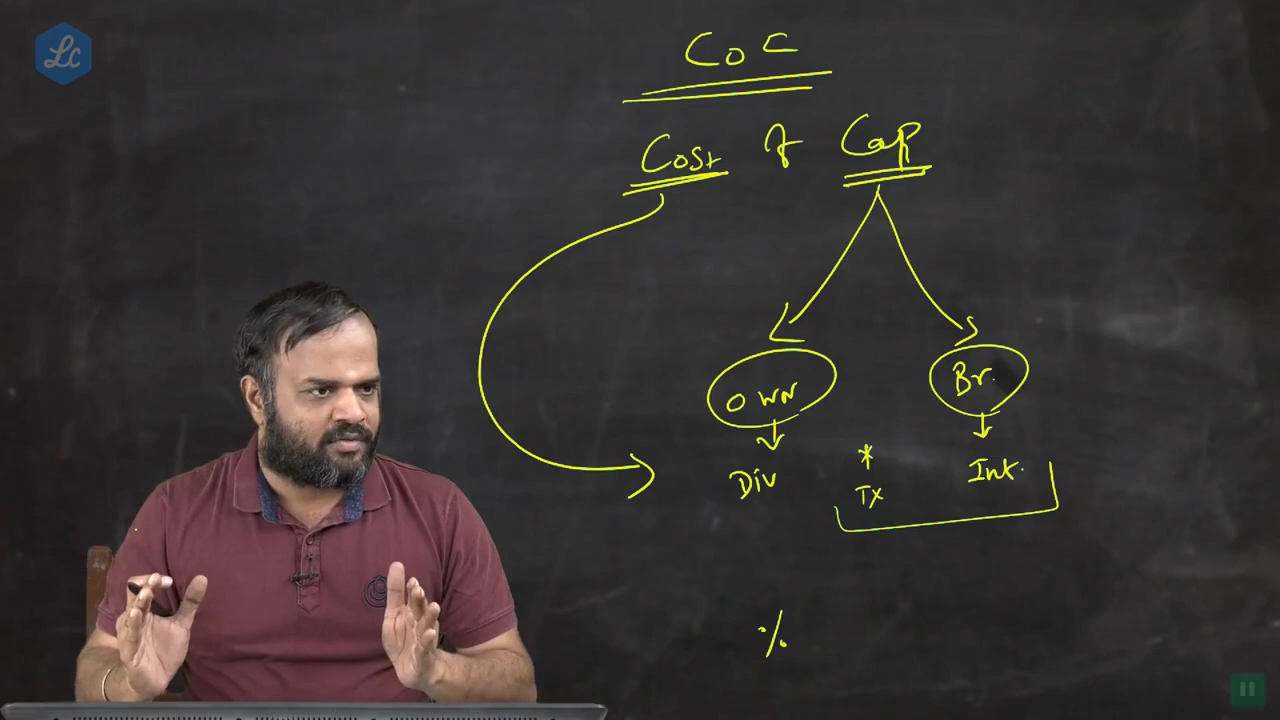 Lc
CoC
Cost of Cap
OWN Br.
Div * Int.
Tx
%